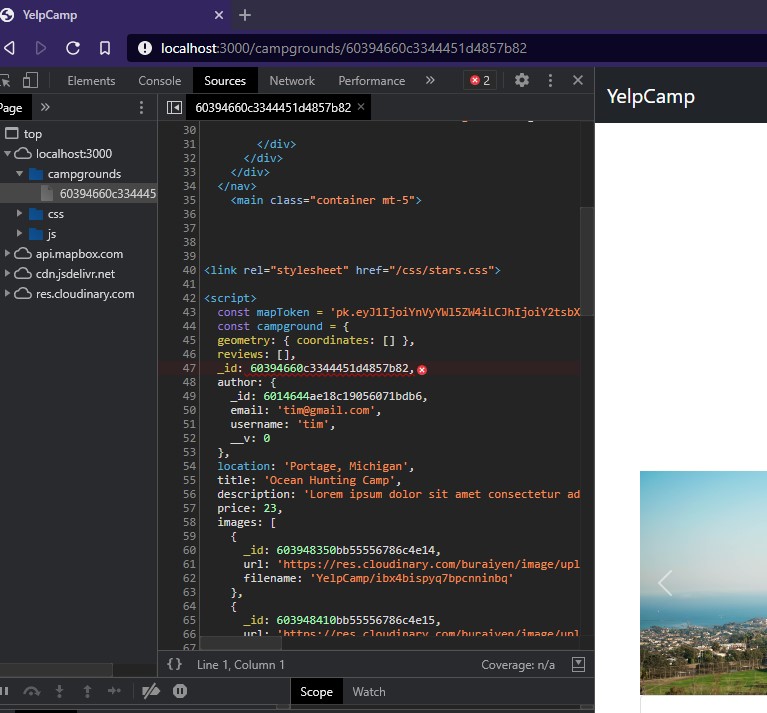 YelpCamp
localhost:3000/campgrounds/60394660c3344451d4857b82
Elements Console Sources Network Performance 2
Page 60394660c3344451d4857b82
top
localhost:3000
campgrounds
60394660c334445
css
js
api.mapbox.com
cdn.jsdelivr.net
res.cloudinary.com
YelpCamp
30
31 </div>
32 </div>
33 </div>
34 </nav>
35 <main class="container mt-5">
36
37
38
39
40 <link rel="stylesheet" href="/css/stars.css">
41
42 <script>
43 const mapToken = 'pk.eyJ1IjoiYnVyYWl5ZW4iLCJhIjoiY2tsbX
44 const campground = {
45 geometry: { coordinates: [] },
46 reviews: [],
47 _id: 60394660c3344451d4857b82,
48 author: {
49 _id: 6014644ae18c19056071bdb6,
50 email: 'tim@gmail.com',
51 username: 'tim',
52 __v: 0
53 },
54 location: 'Portage, Michigan',
55 title: 'Ocean Hunting Camp',
56 description: 'Lorem ipsum dolor sit amet consectetur ad
57 price: 23,
58 images: [
59 {
60 _id: 603948350bb55556786c4e14,
61 url: 'https://res.cloudinary.com/buraiyen/image/upl
62 filename: 'YelpCamp/ibx4bispyq7bpcnninbq'
63 },
64 {
65 _id: 603948410bb55556786c4e15,
66 url: 'https://res.cloudinary.com/buraiyen/image/upl
67
{} Line 1, Column 1 Coverage: n/a
Scope Watch